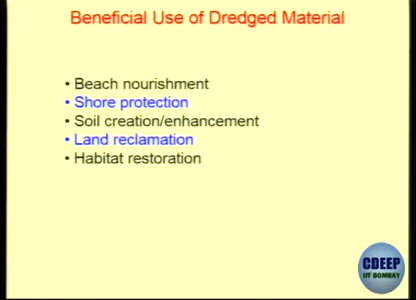 Beneficial Use of Dredged Material
• Beach nourishment
• Shore protection
• Soil creation/enhancement
• Land reclamation
• Habitat restoration
CDEEP
IIT BOMBAY